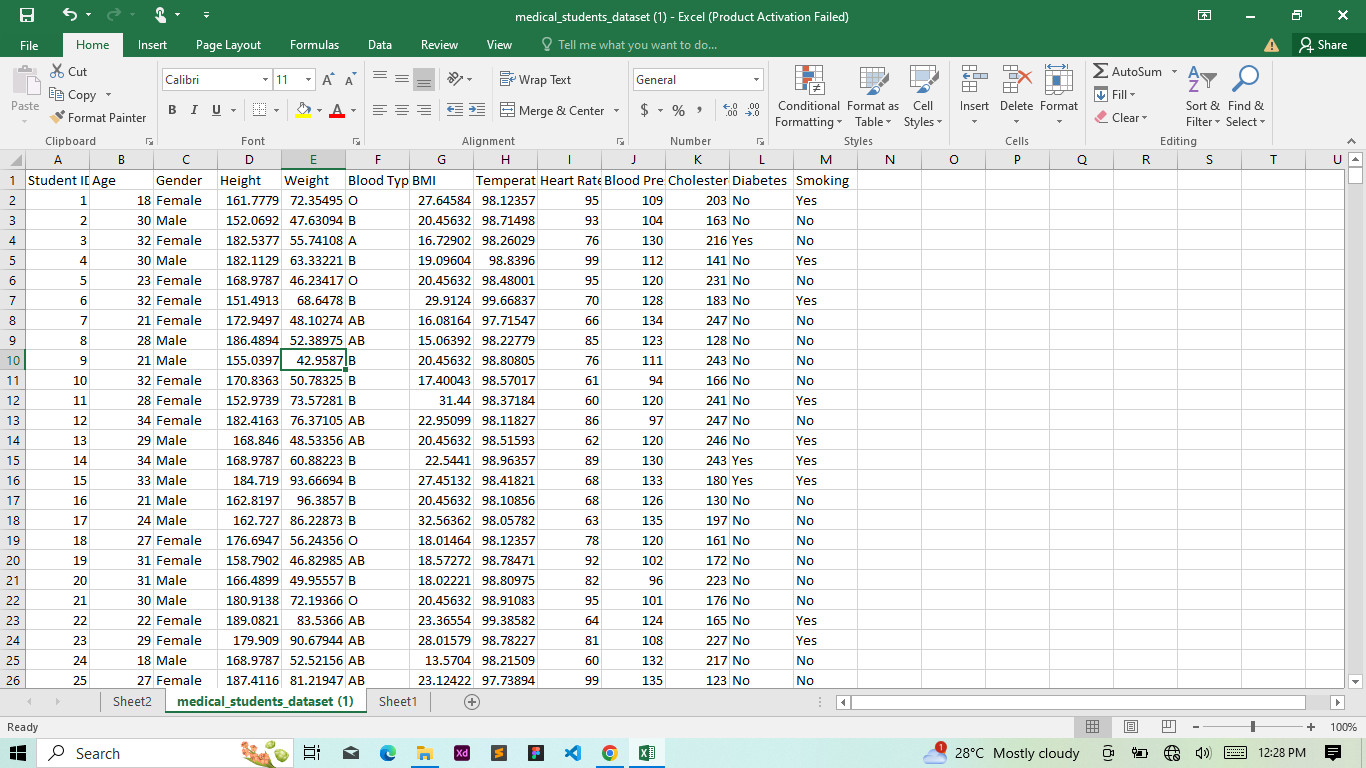 medical_students_dataset (1) - Excel (Product Activation Failed)
File Home Insert Page Layout Formulas Data Review View Tell me what you want to do... Share
Paste Cut Copy Format Painter Clipboard
Calibri 11 B I U A A A Font
Wrap Text Merge & Center Alignment
General $ % , .0 .00 .00 .0 Number
Conditional Formatting Format as Table Cell Styles Styles
Insert Delete Format Cells
AutoSum Fill Clear Sort & Filter Find & Select Editing
A B C D E F G H I J K L M N O P Q R S T U
1 Student ID Age Gender Height Weight Blood Typ BMI Temperat Heart Rate Blood Pre Cholester Diabetes Smoking
2 1 18 Female 161.7779 72.35495 O 27.64584 98.12357 95 109 203 No Yes
3 2 30 Male 152.0692 47.63094 B 20.45632 98.71498 93 104 163 No No
4 3 32 Female 182.5377 55.74108 A 16.72902 98.26029 76 130 216 Yes No
5 4 30 Male 182.1129 63.33221 B 19.09604 98.8396 99 112 141 No Yes
6 5 23 Female 168.9787 46.23417 O 20.45632 98.48001 95 120 231 No No
7 6 32 Female 151.4913 68.6478 B 29.9124 99.66837 70 128 183 No Yes
8 7 21 Female 172.9497 48.10274 AB 16.08164 97.71547 66 134 247 No No
9 8 28 Male 186.4894 52.38975 AB 15.06392 98.22779 85 123 128 No No
10 9 21 Male 155.0397 42.9587 B 20.45632 98.80805 76 111 243 No No
11 10 32 Female 170.8363 50.78325 B 17.40043 98.57017 61 94 166 No No
12 11 28 Female 152.9739 73.57281 B 31.44 98.37184 60 120 241 No Yes
13 12 34 Female 182.4163 76.37105 AB 22.95099 98.11827 86 97 247 No No
14 13 29 Male 168.846 48.53356 AB 20.45632 98.51593 62 120 246 No Yes
15 14 34 Male 168.9787 60.88223 B 22.5441 98.96357 89 130 243 Yes Yes
16 15 33 Male 184.719 93.66694 B 27.45132 98.41821 68 133 180 Yes Yes
17 16 21 Male 162.8197 96.3857 B 20.45632 98.10856 68 126 130 No No
18 17 24 Male 162.727 86.22873 B 32.56362 98.05782 63 135 197 No No
19 18 27 Female 176.6947 56.24356 O 18.01464 98.12357 78 120 161 No No
20 19 31 Female 158.7902 46.82985 AB 18.57272 98.78471 92 102 172 No No
21 20 31 Male 166.4899 49.95557 B 18.02221 98.80975 82 96 223 No No
22 21 30 Male 180.9138 72.19366 O 20.45632 98.91083 95 101 176 No No
23 22 22 Female 189.0821 83.5366 AB 23.36554 99.38582 64 124 165 No Yes
24 23 29 Female 179.909 90.67944 AB 28.01579 98.78227 81 108 227 No Yes
25 24 18 Male 168.9787 52.52156 AB 13.5704 98.21509 60 132 217 No No
26 25 27 Female 187.4116 81.21947 AB 23.12422 97.73894 99 135 123 No No
Sheet2 medical_students_dataset (1) Sheet1
Ready 100%
Search Xd 1 28°C Mostly cloudy 12:28 PM